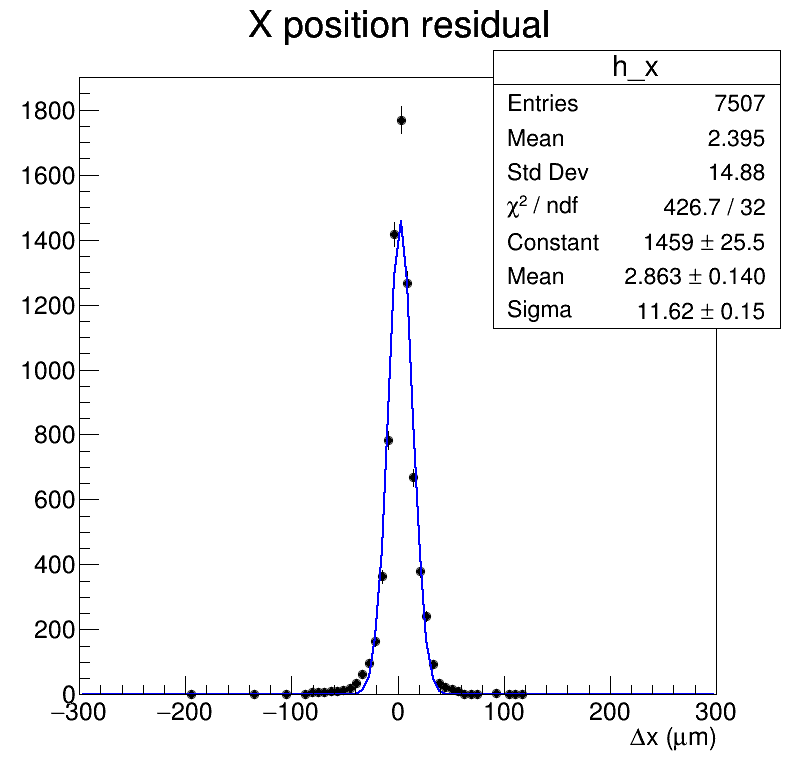 X position residual
h_x
Entries 7507
Mean 2.395
Std Dev 14.88
χ² / ndf 426.7 / 32
Constant 1459 ± 25.5
Mean 2.863 ± 0.140
Sigma 11.62 ± 0.15
1800
1600
1400
1200
1000
800
600
400
200
0
−300 −200 −100 0 100 200 300
Δx (μm)